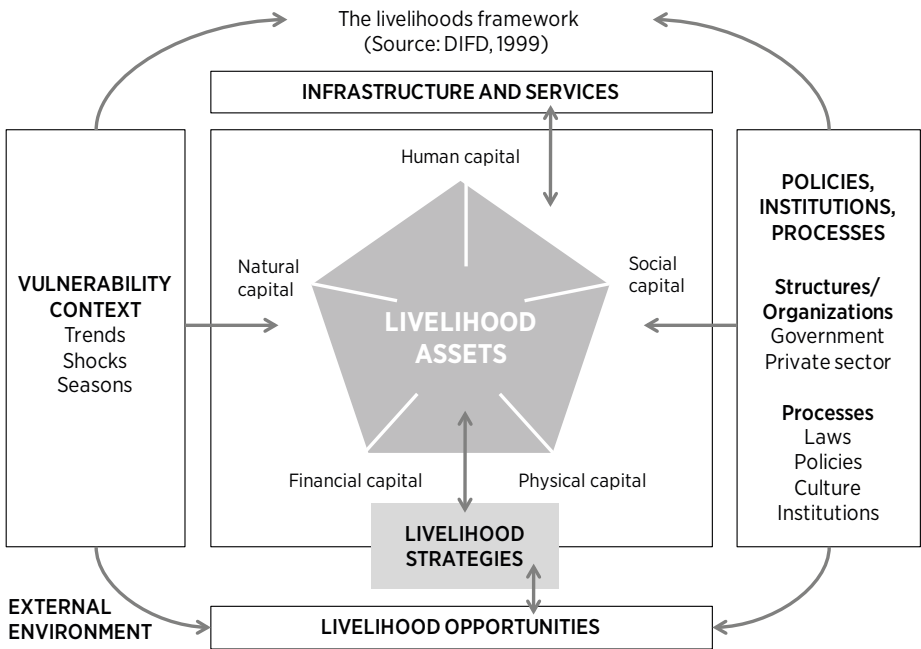 The livelihoods framework
(Source: DIFD, 1999)
INFRASTRUCTURE AND SERVICES
VULNERABILITY
CONTEXT
Trends
Shocks
Seasons
Human capital
Natural
capital
Social
capital
LIVELIHOOD
ASSETS
Financial capital
Physical capital
LIVELIHOOD
STRATEGIES
POLICIES,
INSTITUTIONS,
PROCESSES
Structures/
Organizations
Government
Private sector
Processes
Laws
Policies
Culture
Institutions
EXTERNAL
ENVIRONMENT
LIVELIHOOD OPPORTUNITIES